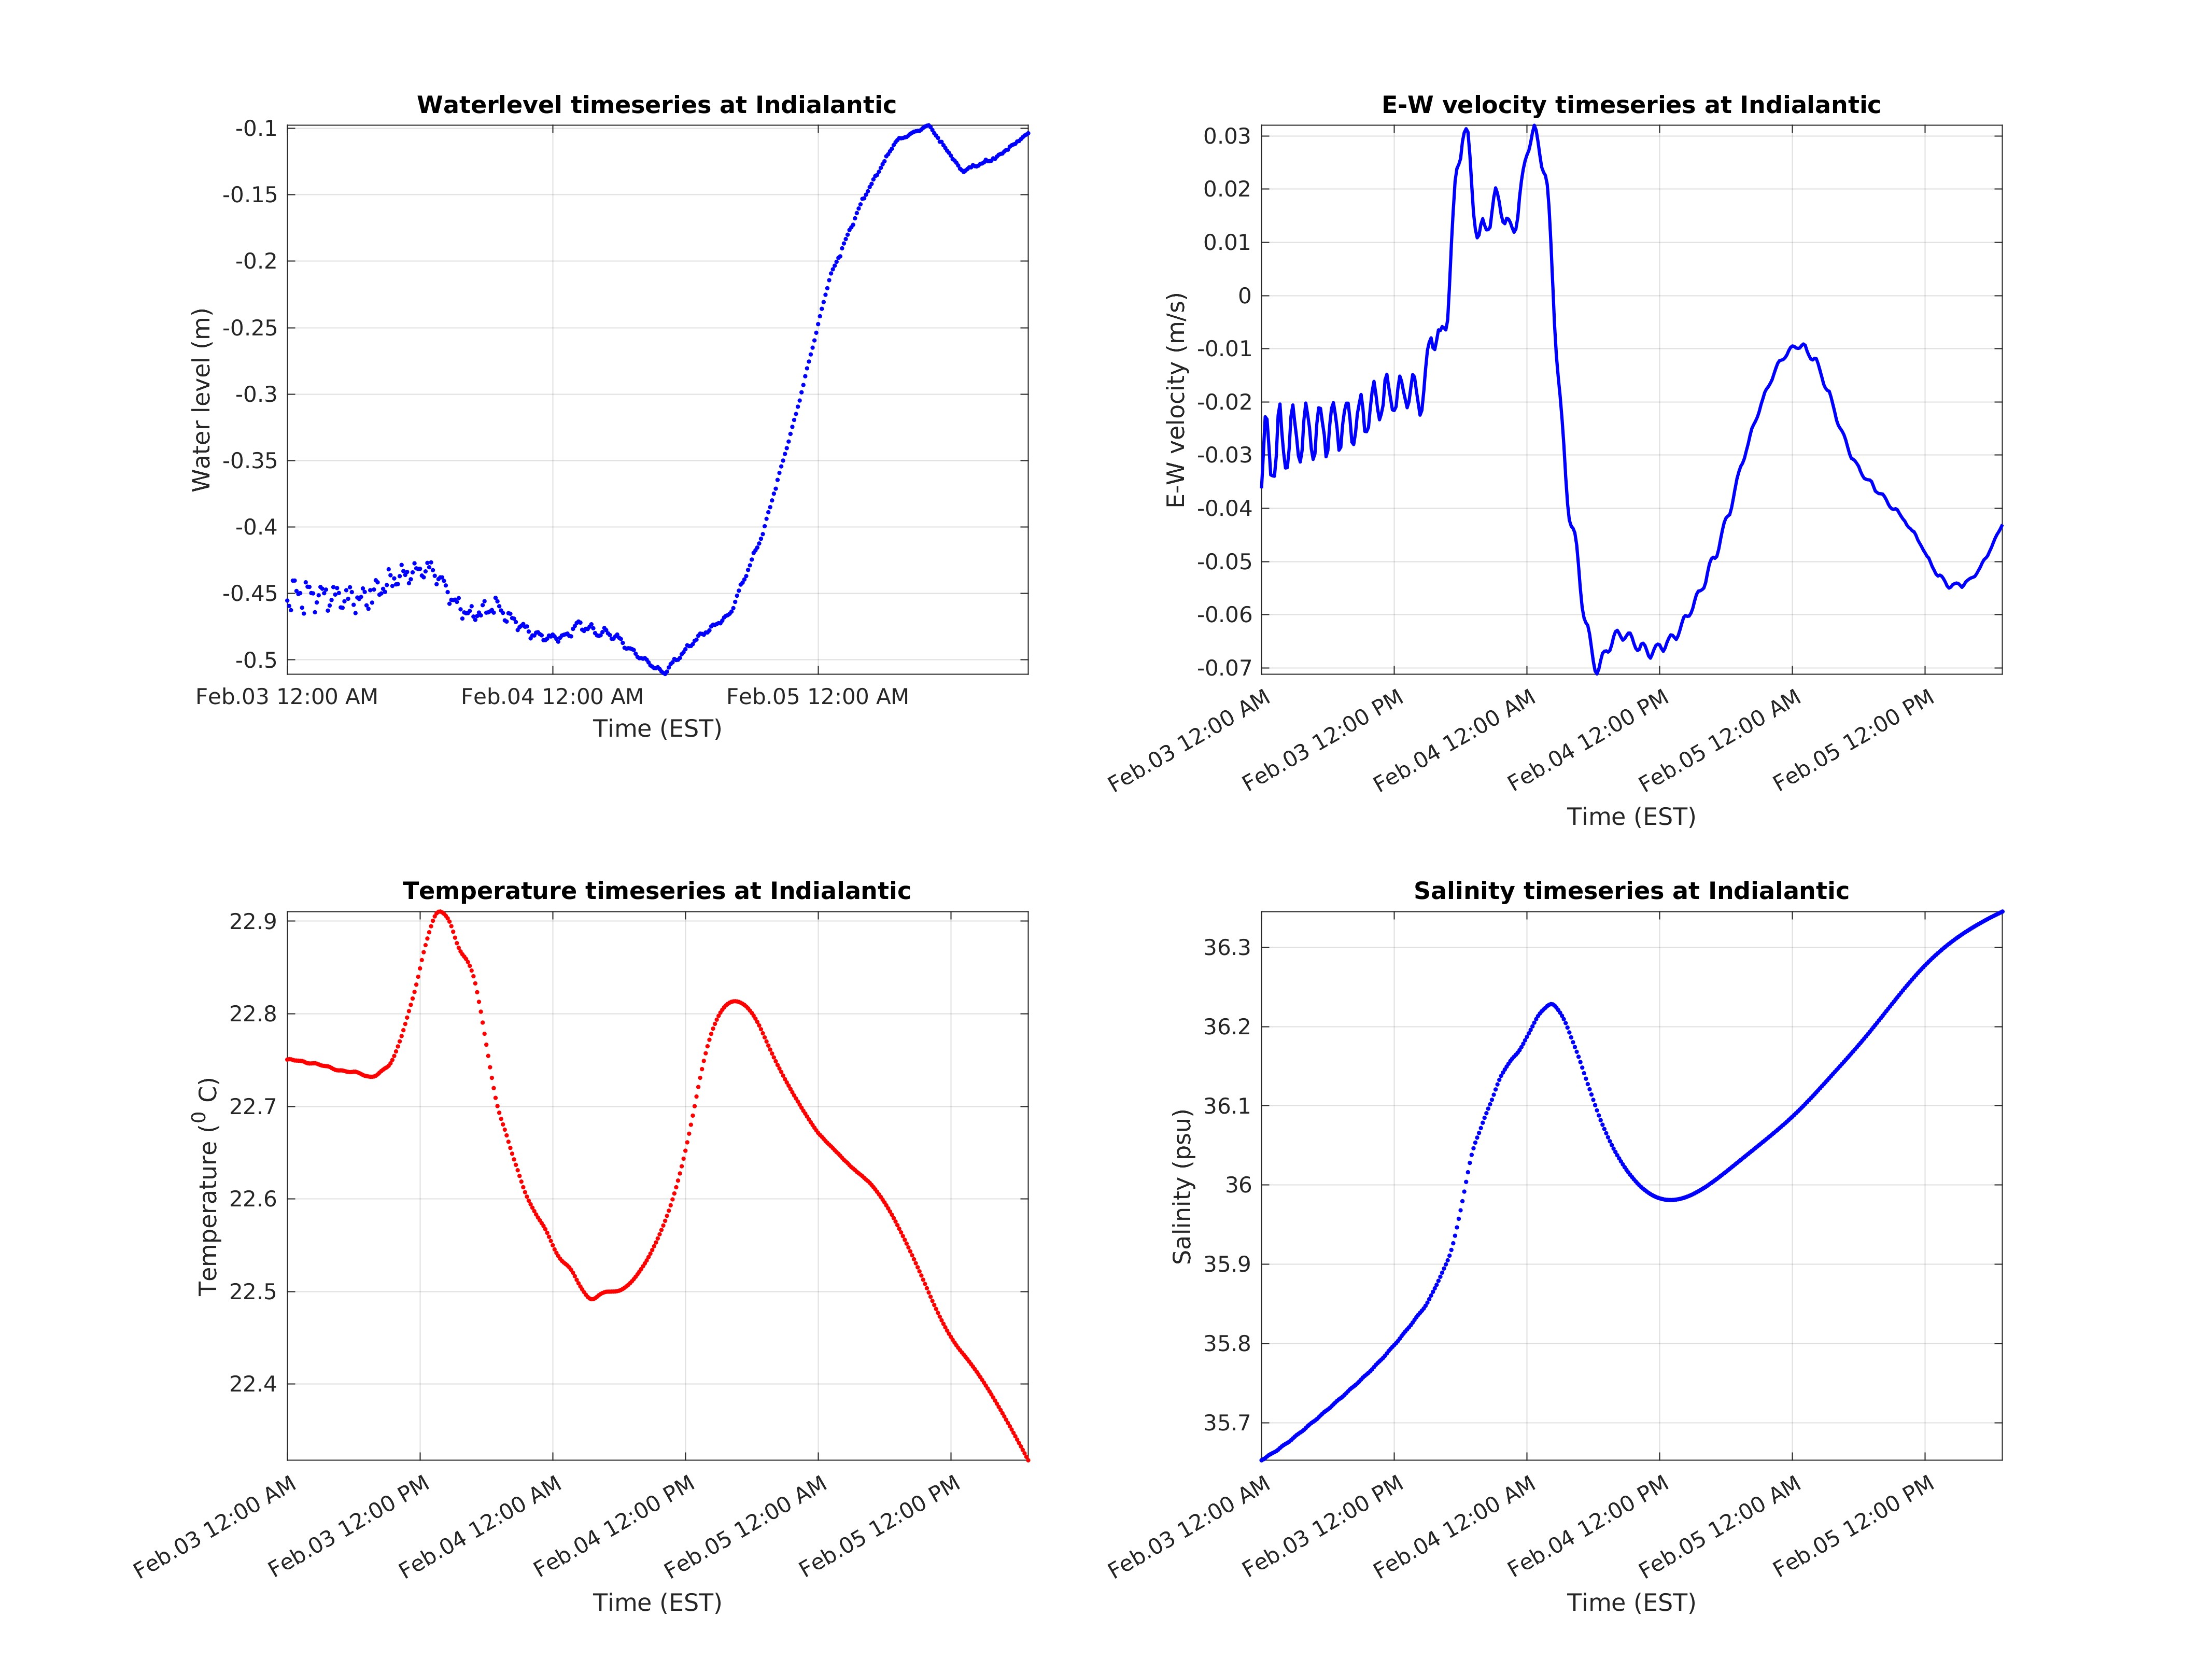 Waterlevel timeseries at Indialantic
-0.1
-0.15
-0.2
-0.25
-0.3
-0.35
-0.4
-0.45
-0.5
Water level (m)
Feb.03 12:00 AM
Feb.04 12:00 AM
Feb.05 12:00 AM
Time (EST)
E-W velocity timeseries at Indialantic
0.03
0.02
0.01
0
-0.01
-0.02
-0.03
-0.04
-0.05
-0.06
-0.07
E-W velocity (m/s)
Feb.03 12:00 AM
Feb.03 12:00 PM
Feb.04 12:00 AM
Feb.04 12:00 PM
Feb.05 12:00 AM
Feb.05 12:00 PM
Time (EST)
Temperature timeseries at Indialantic
22.9
22.8
22.7
22.6
22.5
22.4
Temperature (⁰ C)
Feb.03 12:00 AM
Feb.03 12:00 PM
Feb.04 12:00 AM
Feb.04 12:00 PM
Feb.05 12:00 AM
Feb.05 12:00 PM
Time (EST)
Salinity timeseries at Indialantic
36.3
36.2
36.1
36
35.9
35.8
35.7
Salinity (psu)
Feb.03 12:00 AM
Feb.03 12:00 PM
Feb.04 12:00 AM
Feb.04 12:00 PM
Feb.05 12:00 AM
Feb.05 12:00 PM
Time (EST)